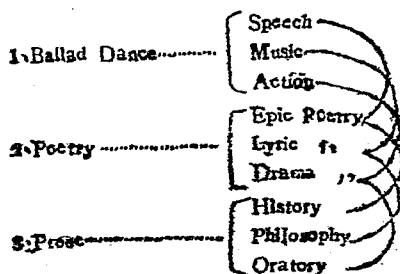 Speech
1. Ballad Dance Music
Action
Epic Poetry
2. Poetry Lyric ,,
Drama ,,
History
3. Prose Philosophy
Oratory